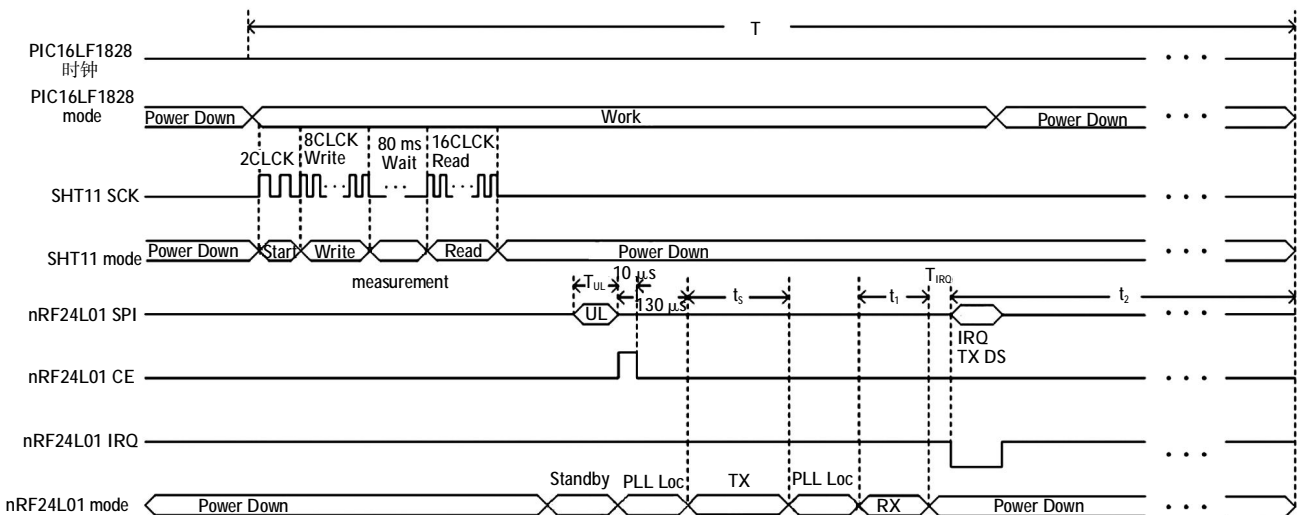 T
PIC16LF1828
时钟
PIC16LF1828
mode
Power Down
Work
Power Down
2CLCK
8CLCK
Write
80 ms
Wait
16CLCK
Read
SHT11 SCK
...
...
...
...
SHT11 mode
Power Down
Start
Write
Read
Power Down
measurement
T_UL
10 μs
130 μs
t_S
t_1
T_IRQ
t_2
nRF24L01 SPI
UL
IRQ
TX DS
nRF24L01 CE
nRF24L01 IRQ
Standby
PLL Loc
TX
PLL Loc
nRF24L01 mode
Power Down
RX
Power Down